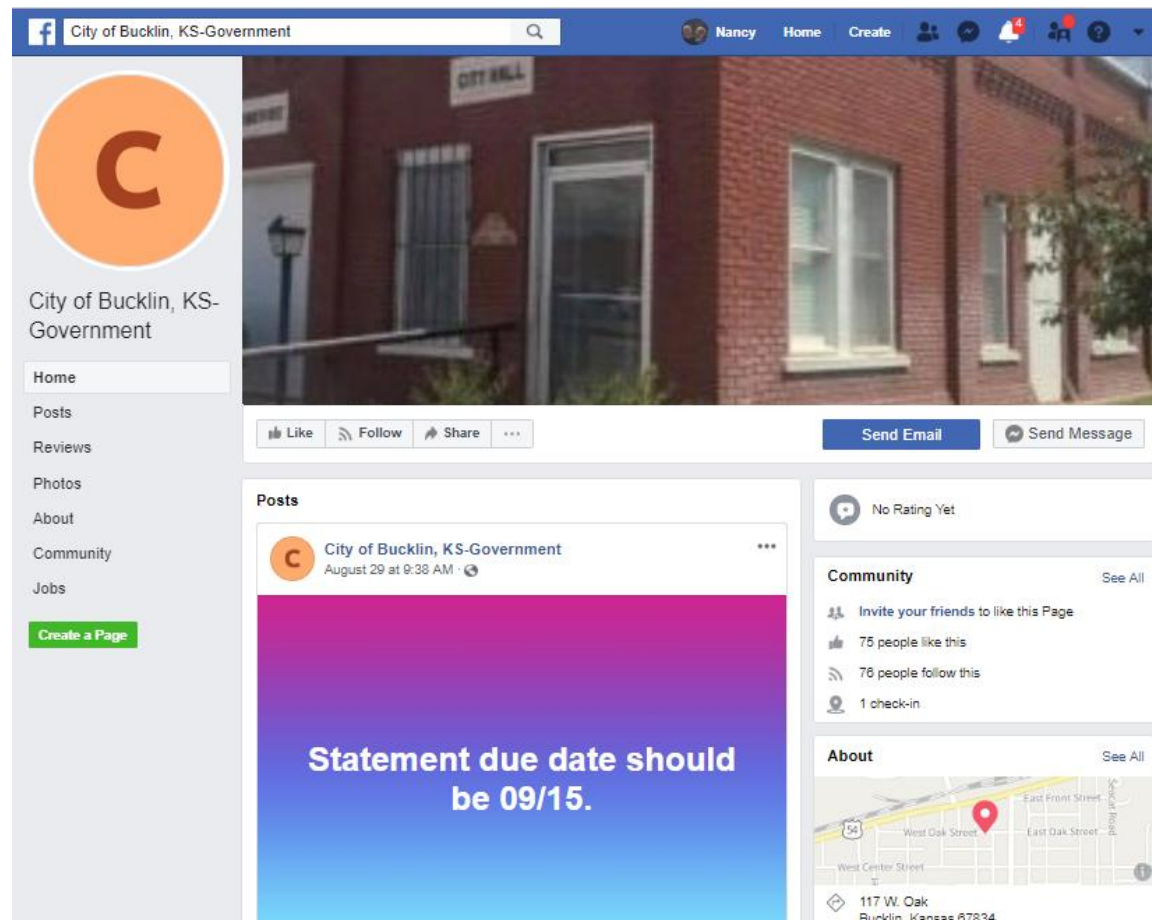 City of Bucklin, KS-Government
Nancy
Home
Create
4
CITY HALL
C
City of Bucklin, KS-
Government
Home
Posts
Reviews
Photos
About
Community
Jobs
Create a Page
Like
Follow
Share
...
Send Email
Send Message
Posts
C
City of Bucklin, KS-Government
August 29 at 9:38 AM ·
Statement due date should
be 09/15.
No Rating Yet
Community
See All
Invite your friends to like this Page
75 people like this
76 people follow this
1 check-in
About
See All
East Front Street
54
West Oak Street
East Oak Street
West Center Street
117 W. Oak
Bucklin, Kansas 67834